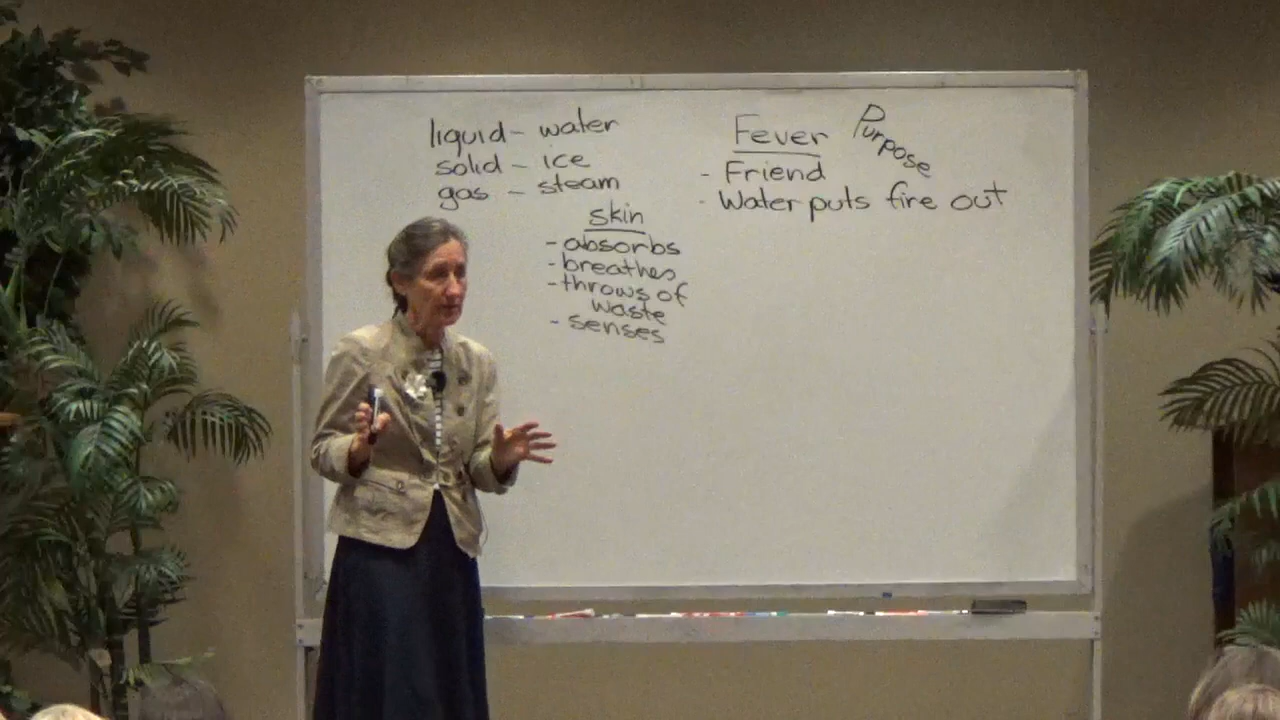 liquid - water
solid - ice
gas - steam
skin
- absorbs
- breathes
- throws of
waste
- senses
Fever Purpose
- Friend
- Water puts fire out